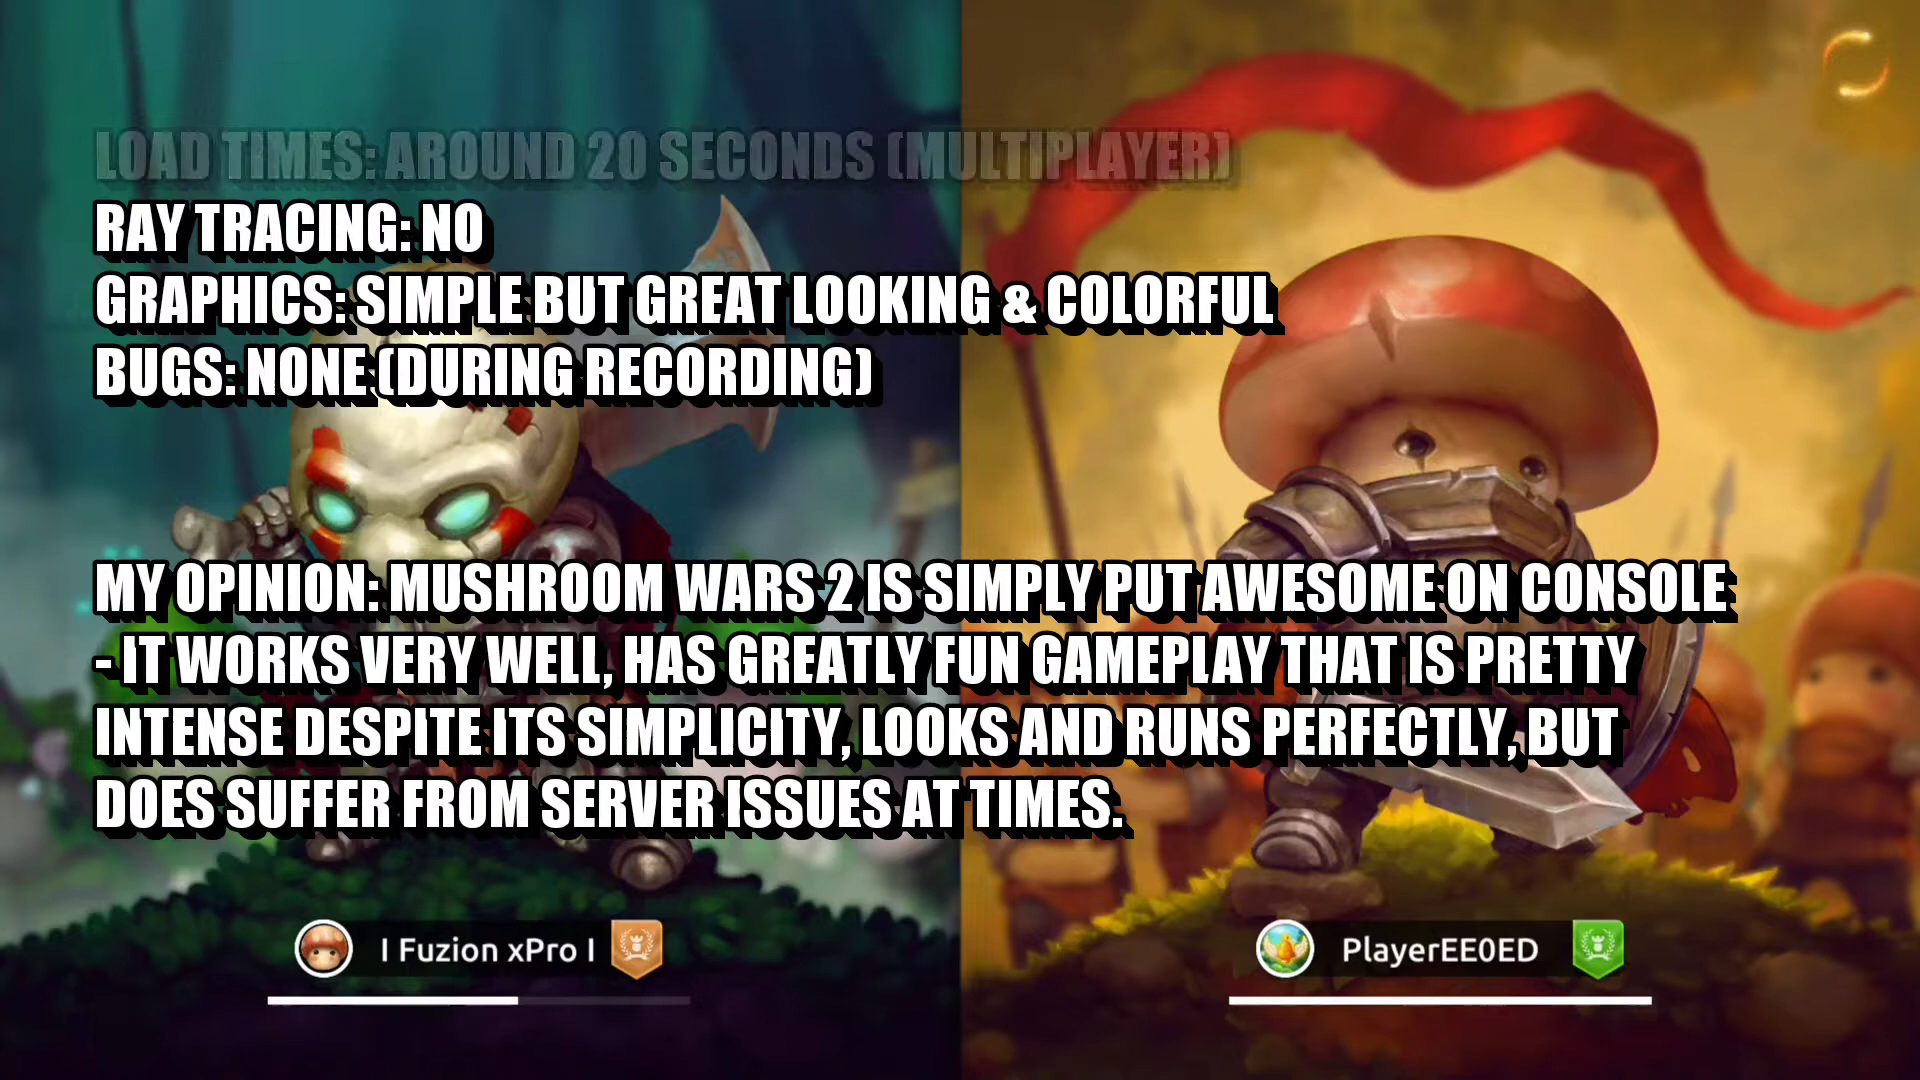 LOAD TIMES: AROUND 20 SECONDS (MULTIPLAYER)
RAY TRACING: NO
GRAPHICS: SIMPLE BUT GREAT LOOKING & COLORFUL
BUGS: NONE (DURING RECORDING)
MY OPINION: MUSHROOM WARS 2 IS SIMPLY PUT AWESOME ON CONSOLE
- IT WORKS VERY WELL, HAS GREATLY FUN GAMEPLAY THAT IS PRETTY
INTENSE DESPITE ITS SIMPLICITY, LOOKS AND RUNS PERFECTLY, BUT
DOES SUFFER FROM SERVER ISSUES AT TIMES.
I Fuzion xPro I
PlayerEE0ED